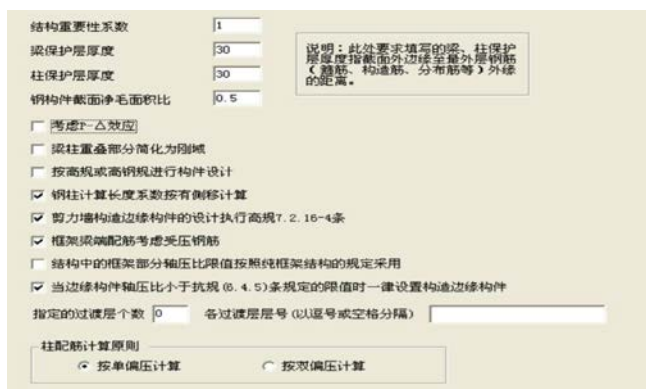 结构重要性系数 1
梁保护层厚度 30
柱保护层厚度 30
钢构件截面净毛面积比 0.5
说明：此处要求填写的梁、柱保护
层厚度指截面外边缘至最外层钢筋
（箍筋、构造筋、分布筋等）外缘
的距离。
考虑P-△效应
梁柱重叠部分简化为刚域
按高规或高钢规进行构件设计
钢柱计算长度系数按有侧移计算
剪力墙构造边缘构件的设计执行高规7.2.16-4条
框架梁端配筋考虑受压钢筋
结构中的框架部分轴压比限值按照纯框架结构的规定采用
当边缘构件轴压比小于抗规(6.4.5)条规定的限值时一律设置构造边缘构件
指定的过渡层个数 0 各过渡层层号(以逗号或空格分隔)
柱配筋计算原则
按单偏压计算 按双偏压计算